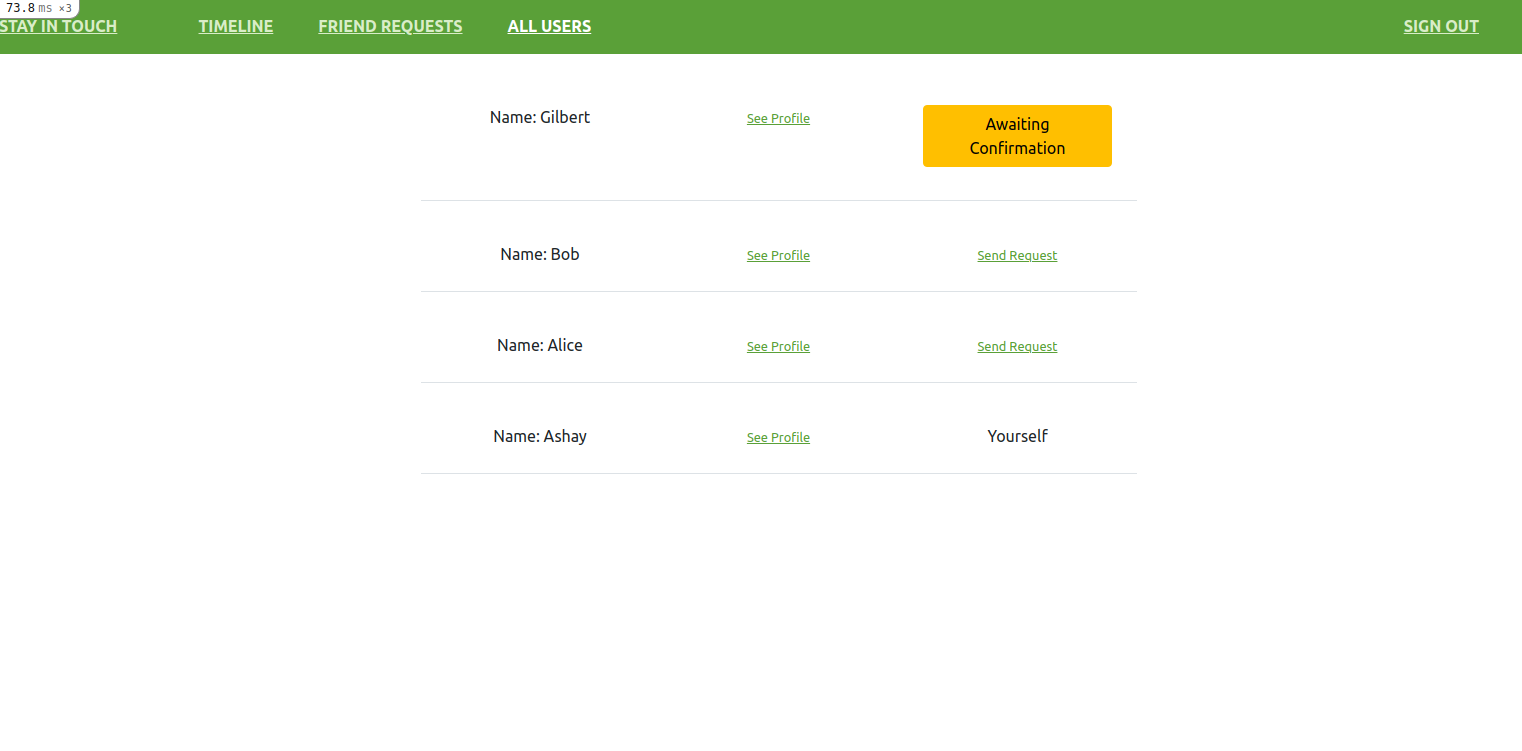 73.8 ms ×3
STAY IN TOUCH TIMELINE FRIEND REQUESTS ALL USERS SIGN OUT
Name: Gilbert See Profile Awaiting
Confirmation
Name: Bob See Profile Send Request
Name: Alice See Profile Send Request
Name: Ashay See Profile Yourself